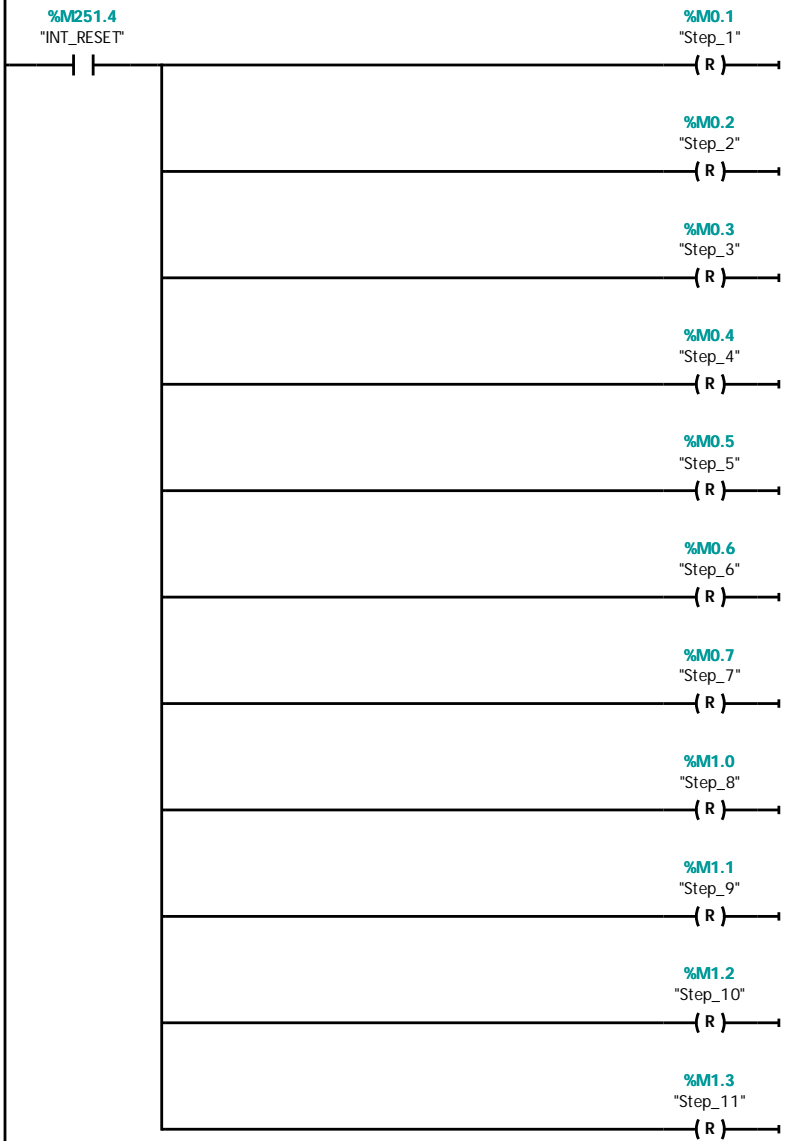 %M251.4
"INT_RESET"
%M0.1
"Step_1"
( R )
%M0.2
"Step_2"
( R )
%M0.3
"Step_3"
( R )
%M0.4
"Step_4"
( R )
%M0.5
"Step_5"
( R )
%M0.6
"Step_6"
( R )
%M0.7
"Step_7"
( R )
%M1.0
"Step_8"
( R )
%M1.1
"Step_9"
( R )
%M1.2
"Step_10"
( R )
%M1.3
"Step_11"
( R )